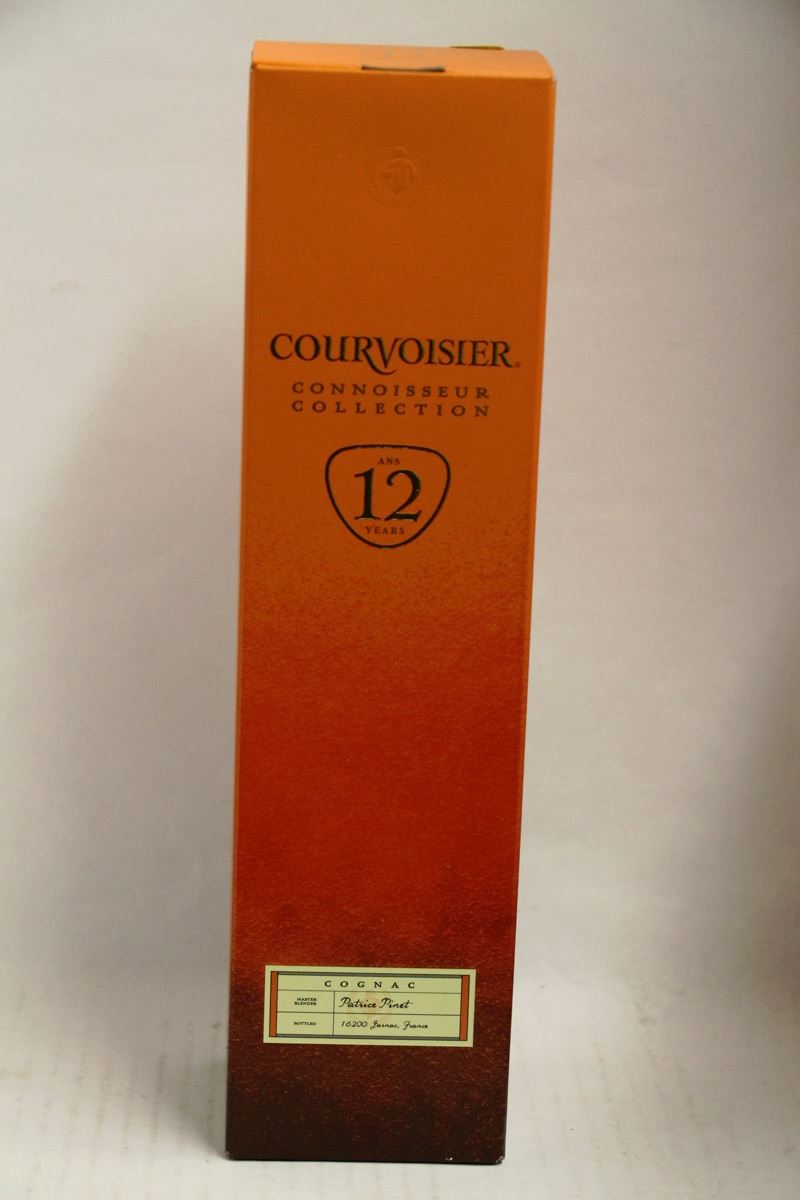 COURVOISIER®
CONNOISSEUR
COLLECTION
ANS
12
YEARS
COGNAC
MASTER BLENDER Patrice Pinet
BOTTLED 16200 Jarnac, France